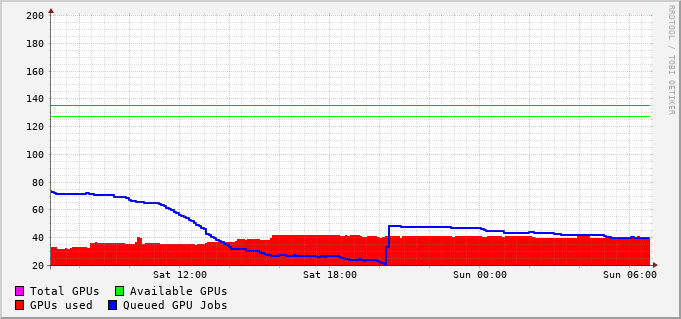 200
180
160
140
120
100
80
60
40
20
Sat 12:00 Sat 18:00 Sun 00:00 Sun 06:00
Total GPUs Available GPUs
GPUs used Queued GPU Jobs
RRDTOOL / TOBI OETIKER